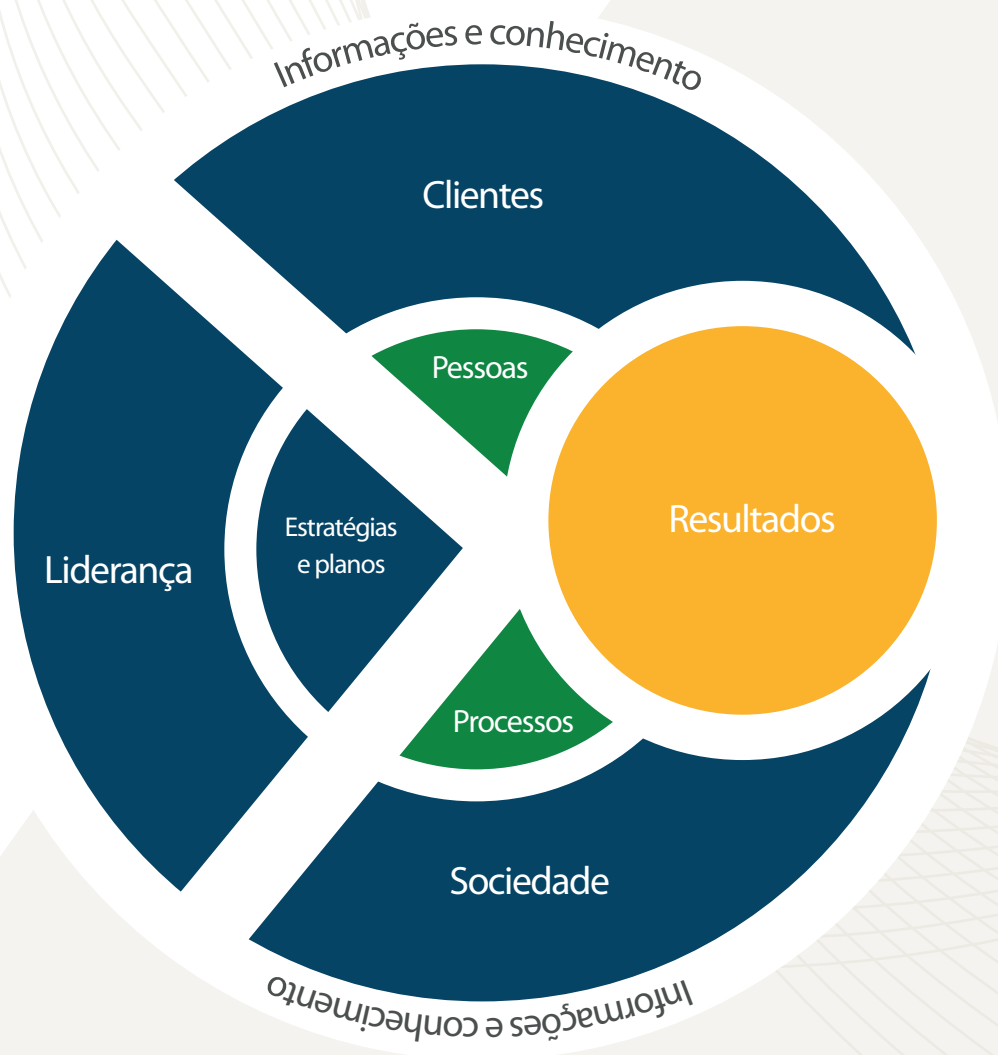 Informações e conhecimento
Clientes
Pessoas
Resultados
Estratégias
e planos
Liderança
Processos
Sociedade
Informações e conhecimento